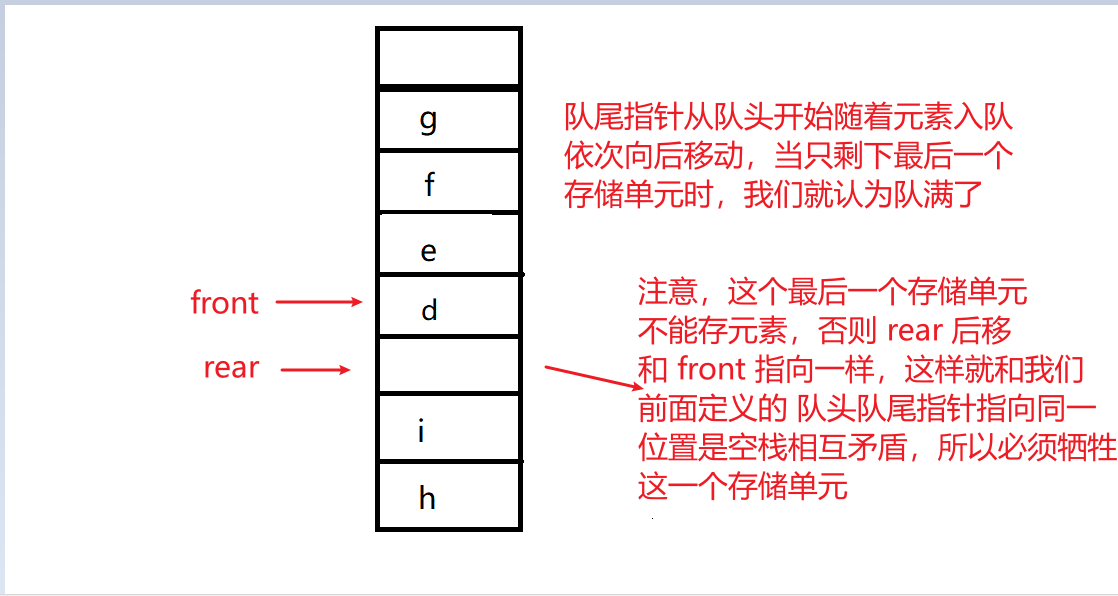 g
队尾指针从队头开始随着元素入队
依次向后移动，当只剩下最后一个
存储单元时，我们就认为队满了
f
e
front
d
rear
注意，这个最后一个存储单元
不能存元素，否则 rear 后移
和 front 指向一样，这样就和我们
前面定义的 队头队尾指针指向同一
位置是空栈相互矛盾，所以必须牺牲
这一个存储单元
i
h